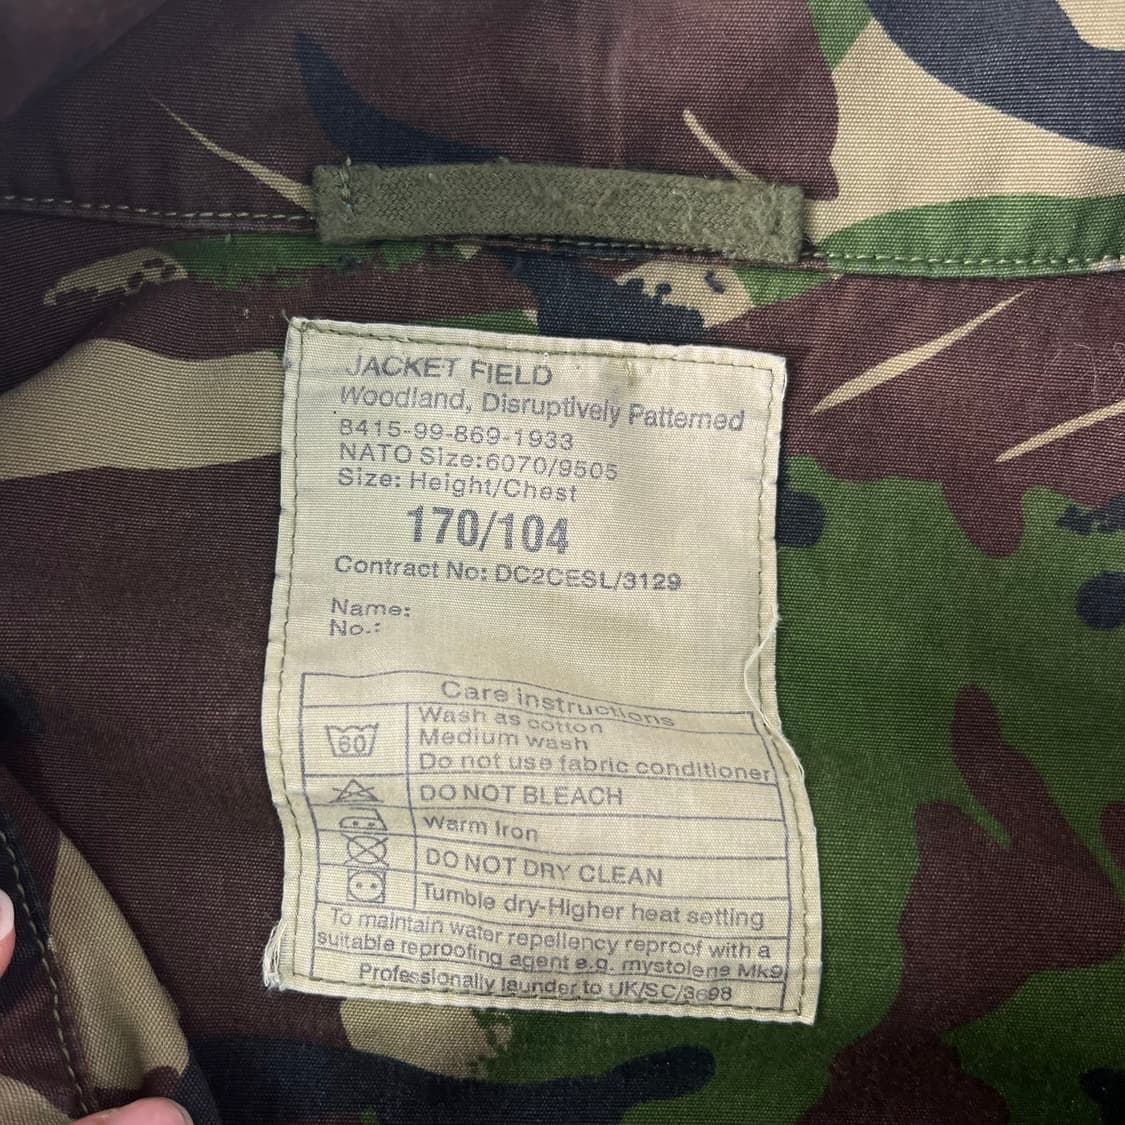 JACKET FIELD
Woodland, Disruptively Patterned
8415-99-869-1933
NATO Size:6070/9505
Size: Height/Chest
170/104
Contract No: DC2CESL/3129
Name:
No.:
Care instructions
60
Wash as cotton
Medium wash
Do not use fabric conditioner
DO NOT BLEACH
Warm Iron
DO NOT DRY CLEAN
Tumble dry-Higher heat setting
To maintain water repellency reproof with a
suitable reproofing agent e.g. mystolene Mk9
Professionally launder to UK/SC/3698